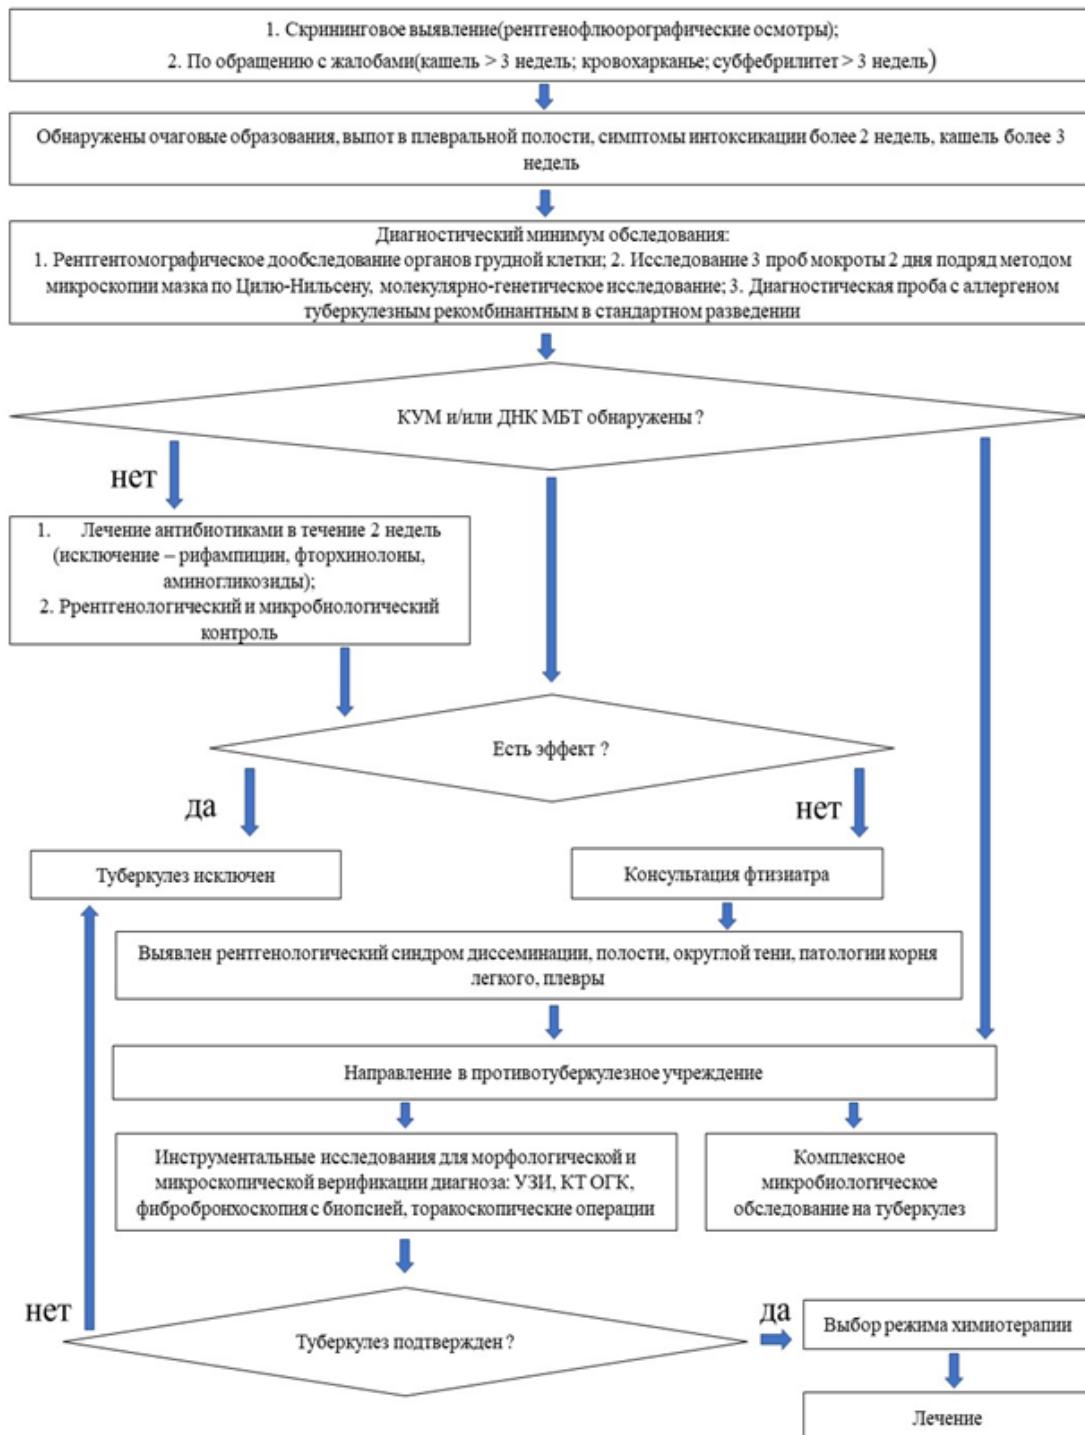 1. Скрининговое выявление(рентгенофлюорографические осмотры);
2. По обращению с жалобами(кашель > 3 недель; кровохарканье; субфебрилитет > 3 недель)
Обнаружены очаговые образования, выпот в плевральной полости, симптомы интоксикации более 2 недель, кашель более 3
недель
Диагностический минимум обследования:
1. Рентгентомографическое дообследование органов грудной клетки; 2. Исследование 3 проб мокроты 2 дня подряд методом
микроскопии мазка по Цилю-Нильсену, молекулярно-генетическое исследование; 3. Диагностическая проба с аллергеном
туберкулезным рекомбинантным в стандартном разведении
КУМ и/или ДНК МБТ обнаружены ?
нет
1. Лечение антибиотиками в течение 2 недель
(исключение – рифампицин, фторхинолоны,
аминогликозиды);
2. Ррентгенологический и микробиологический
контроль
Есть эффект ?
да
нет
Туберкулез исключен
Консультация фтизиатра
Выявлен рентгенологический синдром диссеминации, полости, округлой тени, патологии корня
легкого, плевры
Направление в противотуберкулезное учреждение
Инструментальные исследования для морфологической и
микроскопической верификации диагноза: УЗИ, КТ ОГК,
фибробронхоскопия с биопсией, торакоскопические операции
Комплексное
микробиологическое
обследование на туберкулез
нет
Туберкулез подтвержден ?
да
Выбор режима химиотерапии
Лечение